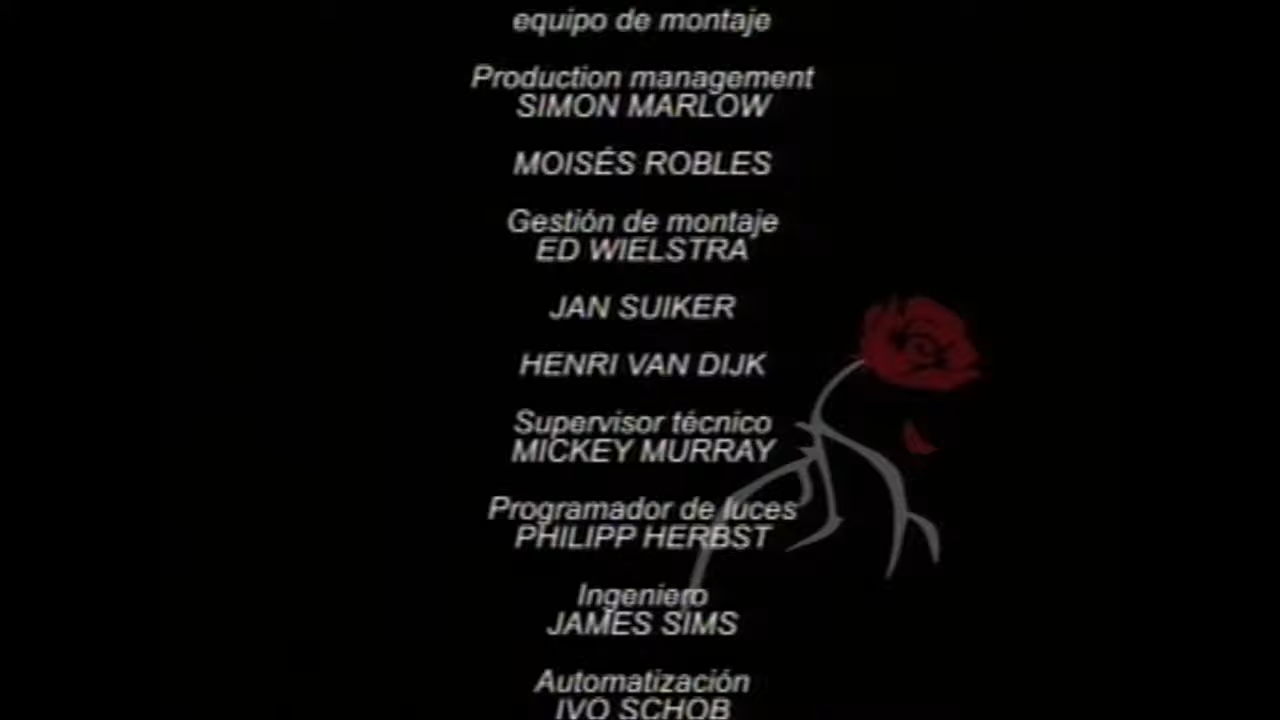 equipo de montaje
Production management
SIMON MARLOW
MOISÉS ROBLES
Gestión de montaje
ED WIELSTRA
JAN SUIKER
HENRI VAN DIJK
Supervisor técnico
MICKEY MURRAY
Programador de luces
PHILIPP HERBST
Ingeniero
JAMES SIMS
Automatización
IVO SCHOB